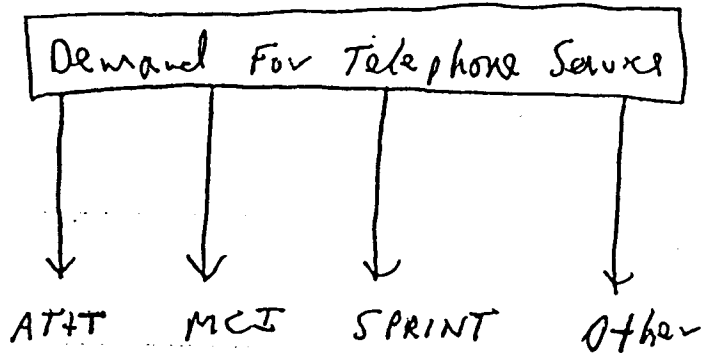 Demand For Telephone Service
AT+T MCI SPRINT Other